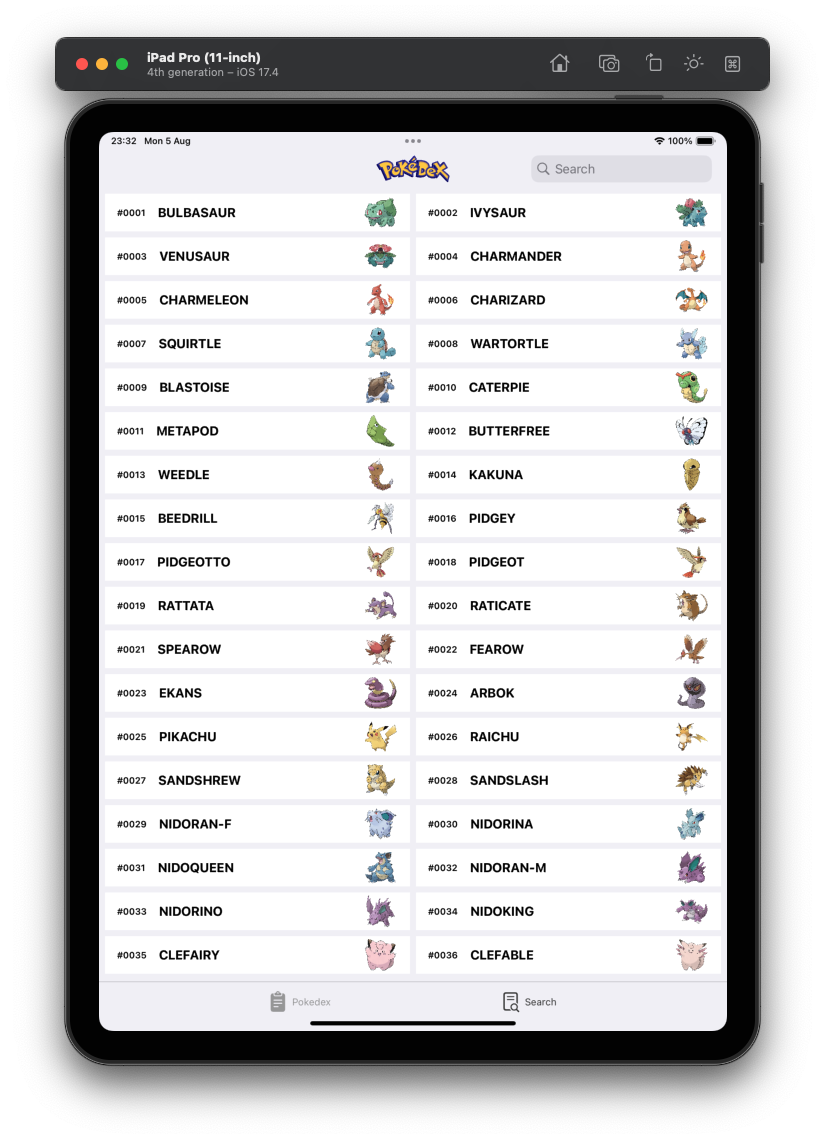 iPad Pro (11-inch)
4th generation – iOS 17.4
23:32 Mon 5 Aug 100%
POKéDEX Search
#0001 BULBASAUR #0002 IVYSAUR
#0003 VENUSAUR #0004 CHARMANDER
#0005 CHARMELEON #0006 CHARIZARD
#0007 SQUIRTLE #0008 WARTORTLE
#0009 BLASTOISE #0010 CATERPIE
#0011 METAPOD #0012 BUTTERFREE
#0013 WEEDLE #0014 KAKUNA
#0015 BEEDRILL #0016 PIDGEY
#0017 PIDGEOTTO #0018 PIDGEOT
#0019 RATTATA #0020 RATICATE
#0021 SPEAROW #0022 FEAROW
#0023 EKANS #0024 ARBOK
#0025 PIKACHU #0026 RAICHU
#0027 SANDSHREW #0028 SANDSLASH
#0029 NIDORAN-F #0030 NIDORINA
#0031 NIDOQUEEN #0032 NIDORAN-M
#0033 NIDORINO #0034 NIDOKING
#0035 CLEFAIRY #0036 CLEFABLE
Pokedex Search